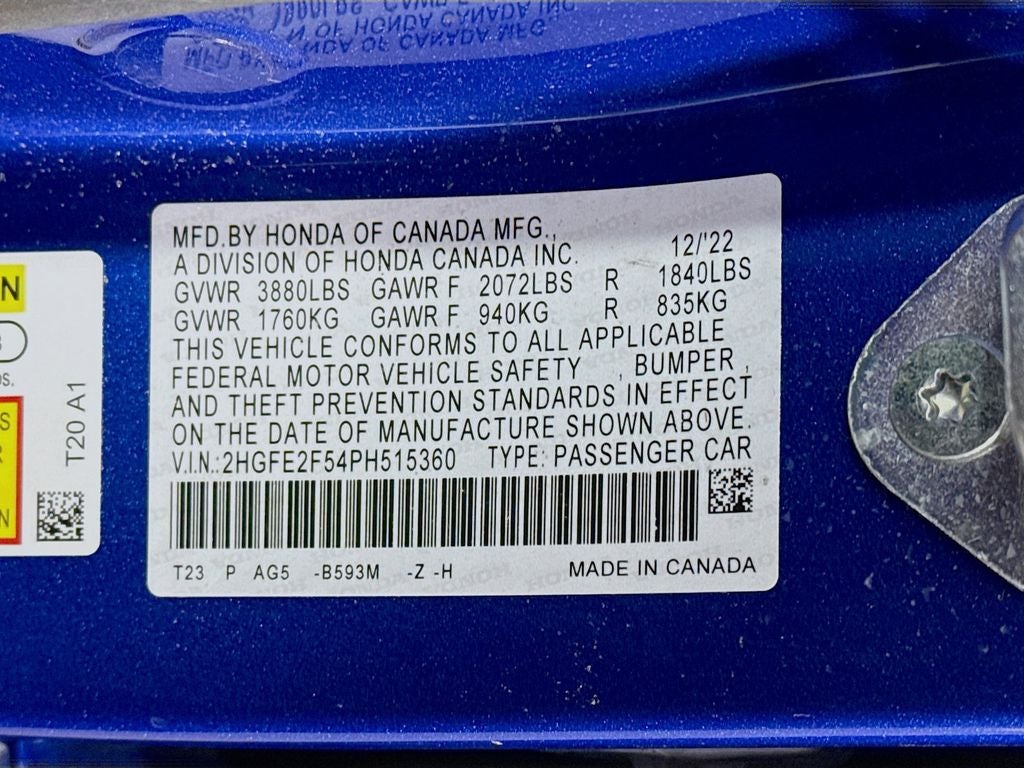 MFD.BY HONDA OF CANADA MFG.,
A DIVISION OF HONDA CANADA INC. 12/'22
GVWR 3880LBS GAWR F 2072LBS R 1840LBS
GVWR 1760KG GAWR F 940KG R 835KG
THIS VEHICLE CONFORMS TO ALL APPLICABLE
FEDERAL MOTOR VEHICLE SAFETY , BUMPER ,
AND THEFT PREVENTION STANDARDS IN EFFECT
ON THE DATE OF MANUFACTURE SHOWN ABOVE.
V.I.N.:2HGFE2F54PH515360 TYPE: PASSENGER CAR
T23 P AG5 -B593M -Z -H MADE IN CANADA
T20 A1